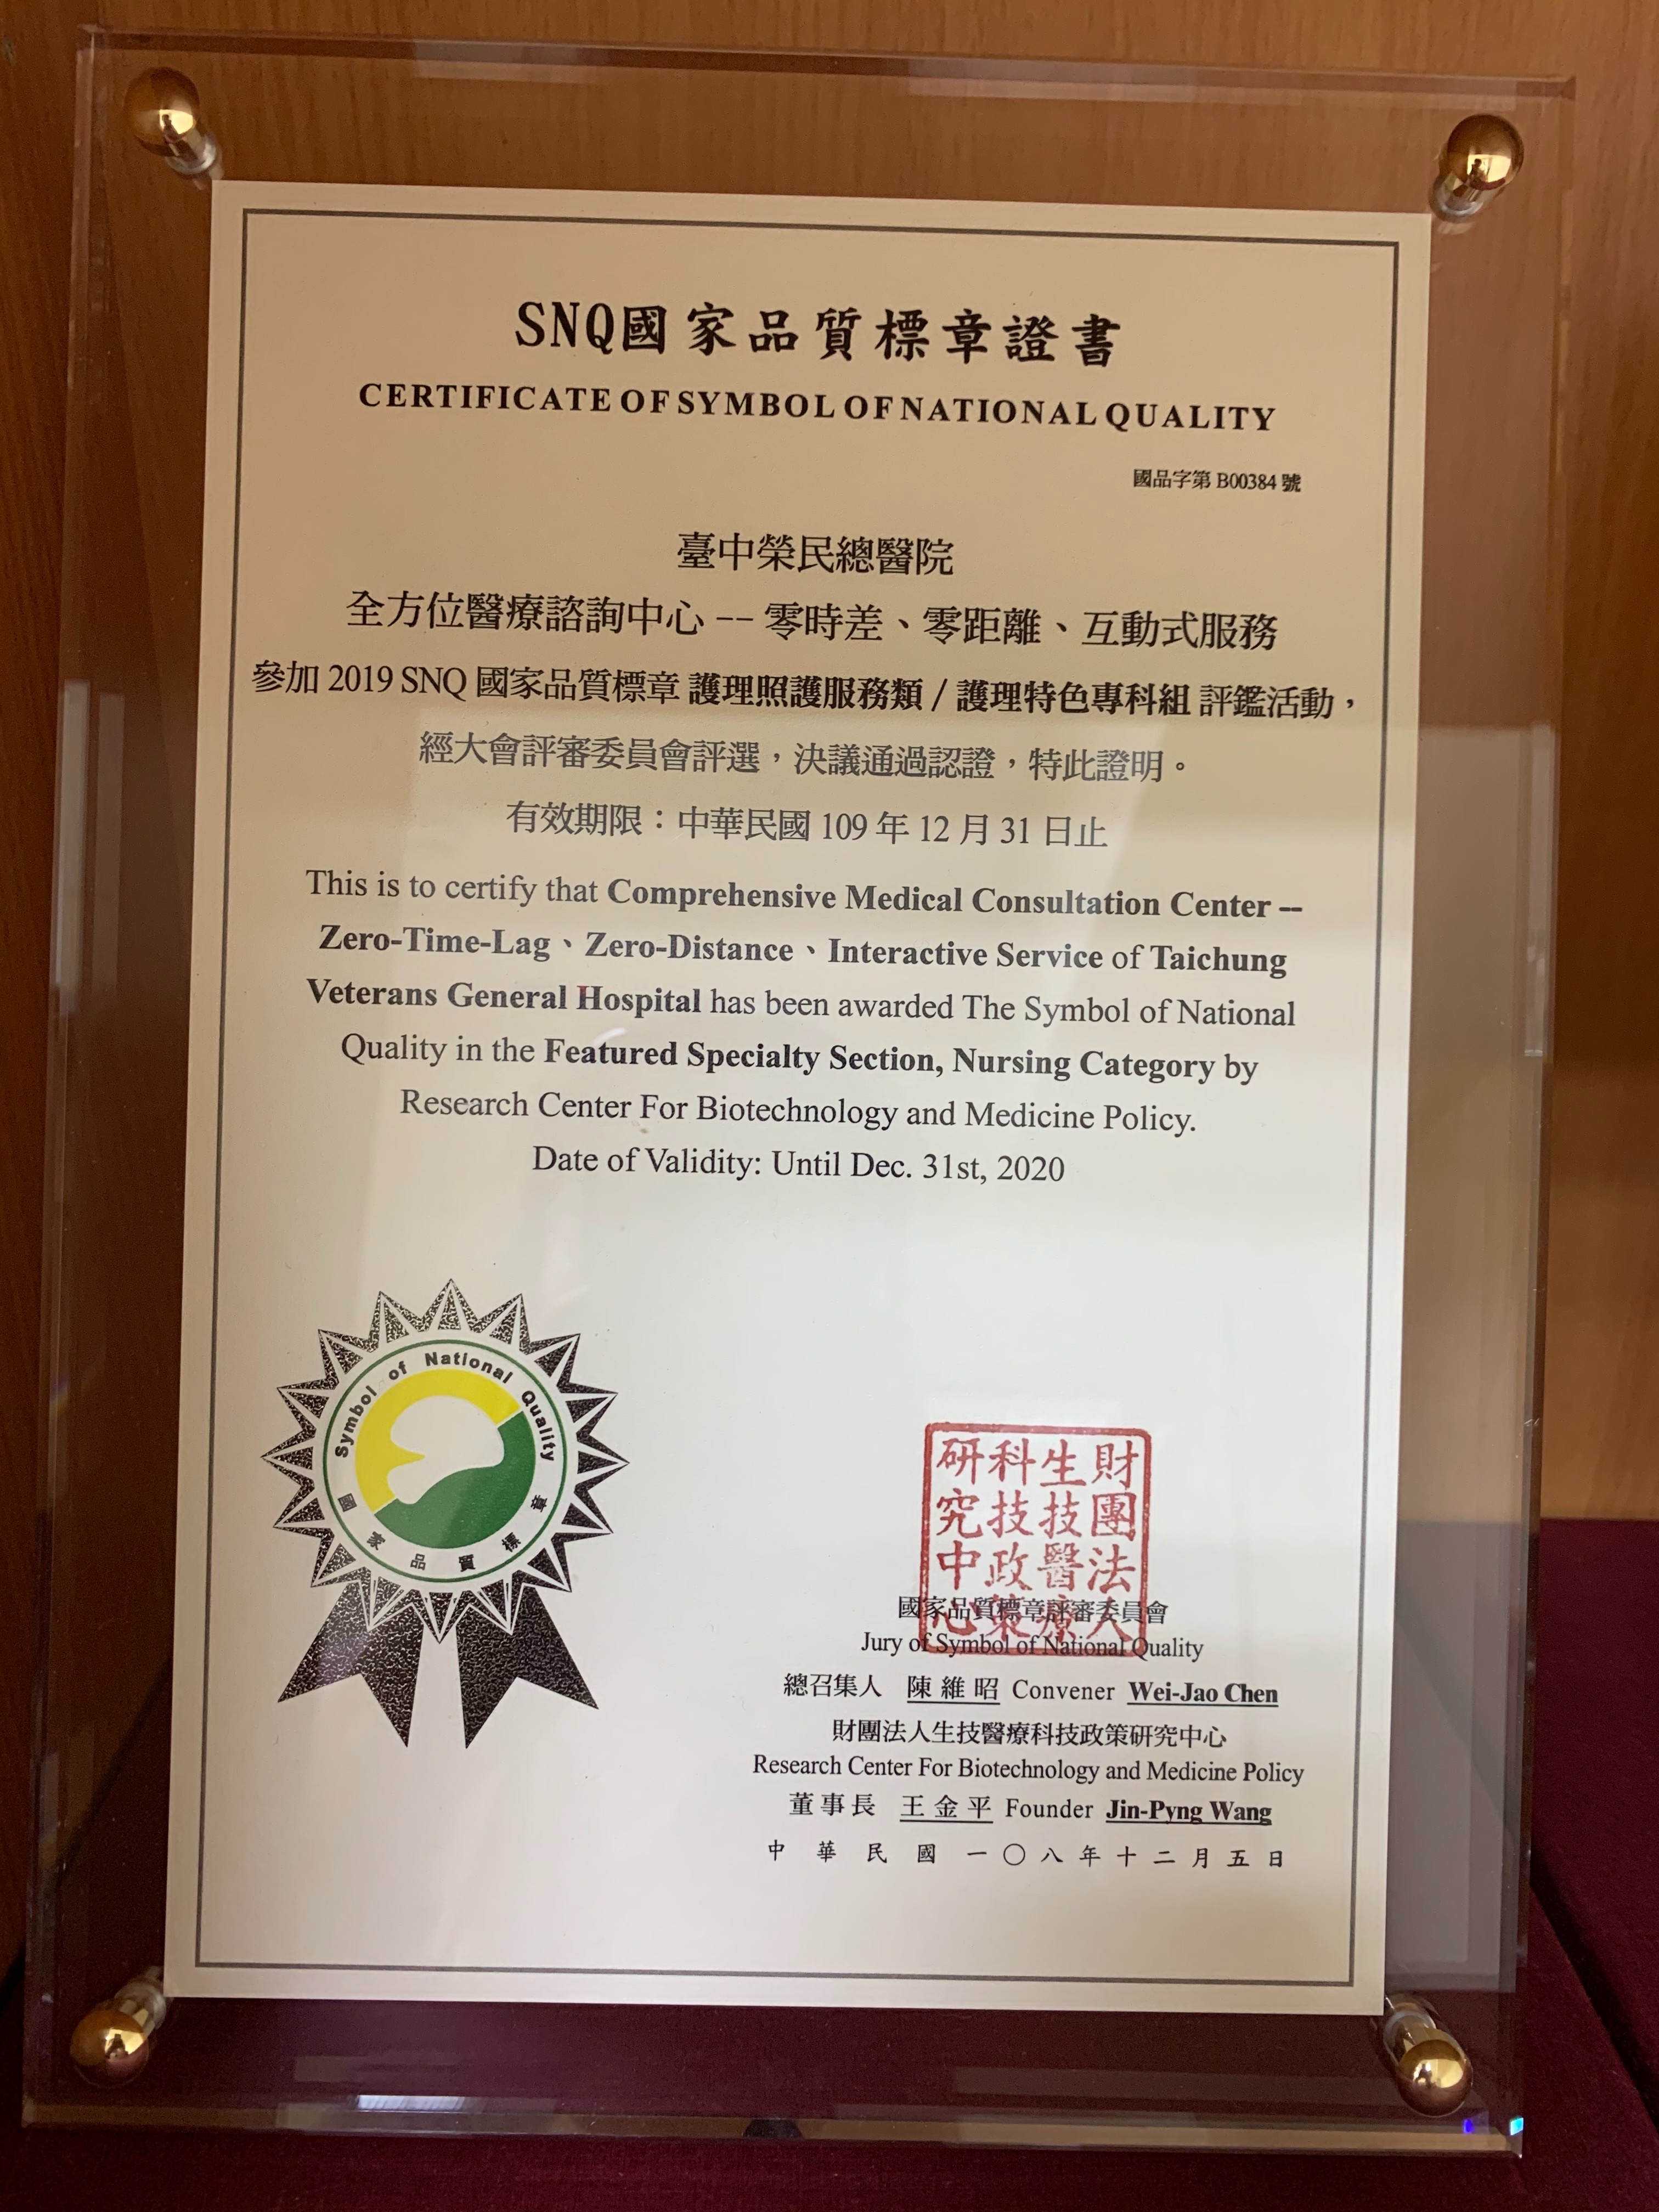 SNQ國家品質標章證書
CERTIFICATE OF SYMBOL OF NATIONAL QUALITY
國品字第 B00384 號
臺中榮民總醫院
全方位醫療諮詢中心 -- 零時差、零距離、互動式服務
參加 2019 SNQ 國家品質標章 護理照護服務類 / 護理特色專科組 評鑑活動，
經大會評審委員會評選，決議通過認證，特此證明。
有效期限：中華民國 109 年 12 月 31 日止
This is to certify that Comprehensive Medical Consultation Center --
Zero-Time-Lag、Zero-Distance、Interactive Service of Taichung
Veterans General Hospital has been awarded The Symbol of National
Quality in the Featured Specialty Section, Nursing Category by
Research Center For Biotechnology and Medicine Policy.
Date of Validity: Until Dec. 31st, 2020
Symbol of National Quality
國家品質標章
財團法人
生技醫療
科技政策
研究中心
國家品質標章評審委員會
Jury of Symbol of National Quality
總召集人 陳維昭 Convener Wei-Jao Chen
財團法人生技醫療科技政策研究中心
Research Center For Biotechnology and Medicine Policy
董事長 王金平 Founder Jin-Pyng Wang
中華民國一〇八年十二月五日